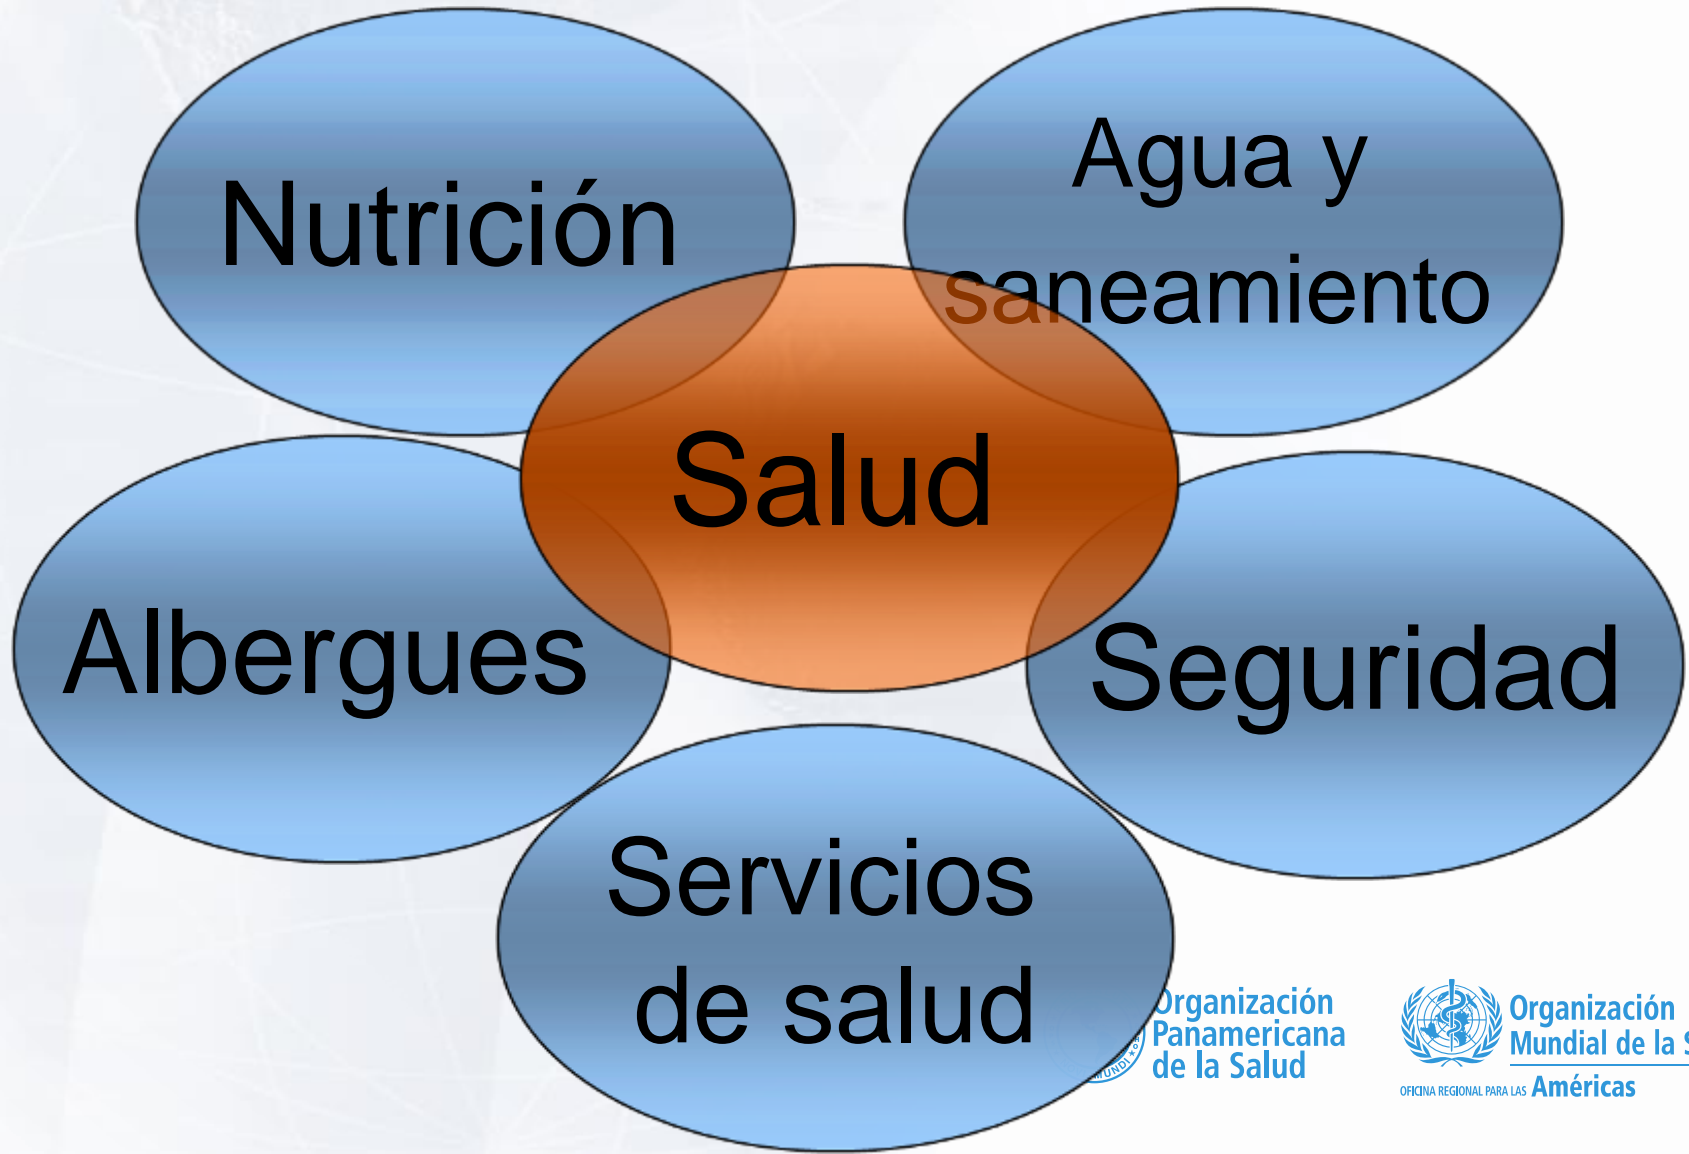 Nutrición
Agua y
saneamiento
Salud
Albergues
Seguridad
Servicios
de salud
Organización
Panamericana
de la Salud
MUNDI
Organización
Mundial de la S
OFICINA REGIONAL PARA LAS Américas